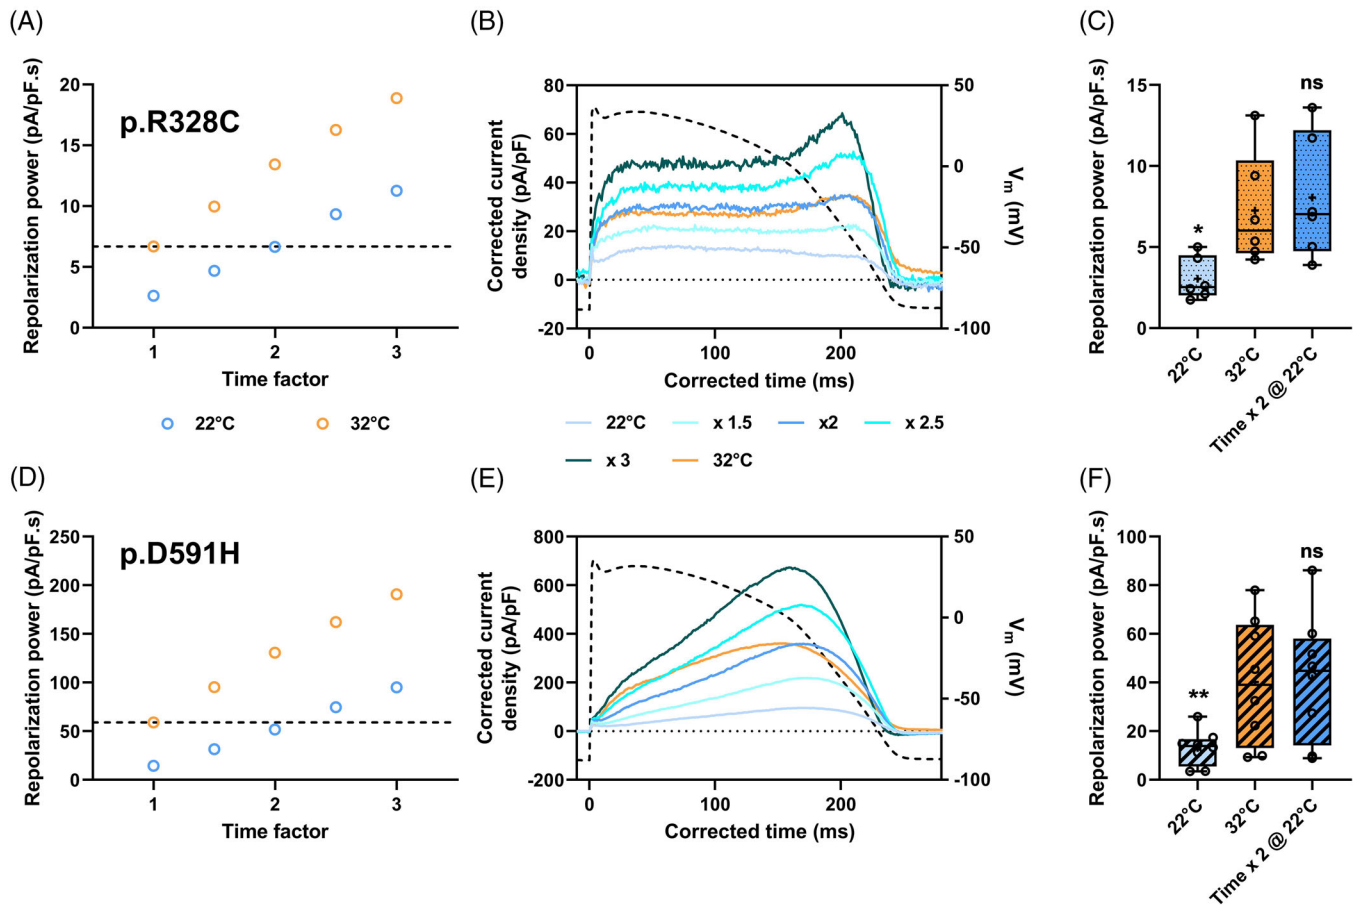 (A)
Repolarization power (pA/pF.s)
20
15
10
5
0
p.R328C
1
2
3
Time factor
22°C
32°C
(B)
Corrected current
density (pA/pF)
80
60
40
20
0
-20
50
0
-50
-100
Vm (mV)
0
100
200
Corrected time (ms)
22°C
x 1.5
x2
x 2.5
x 3
32°C
(C)
Repolarization power (pA/pF.s)
15
10
5
0
*
ns
22°C
32°C
Time x 2 @ 22°C
(D)
Repolarization power (pA/pF.s)
250
200
150
100
50
0
p.D591H
1
2
3
Time factor
(E)
Corrected current
density (pA/pF)
800
600
400
200
0
-200
50
0
-50
-100
Vm (mV)
0
100
200
Corrected time (ms)
(F)
Repolarization power (pA/pF.s)
100
80
60
40
20
0
**
ns
22°C
32°C
Time x 2 @ 22°C